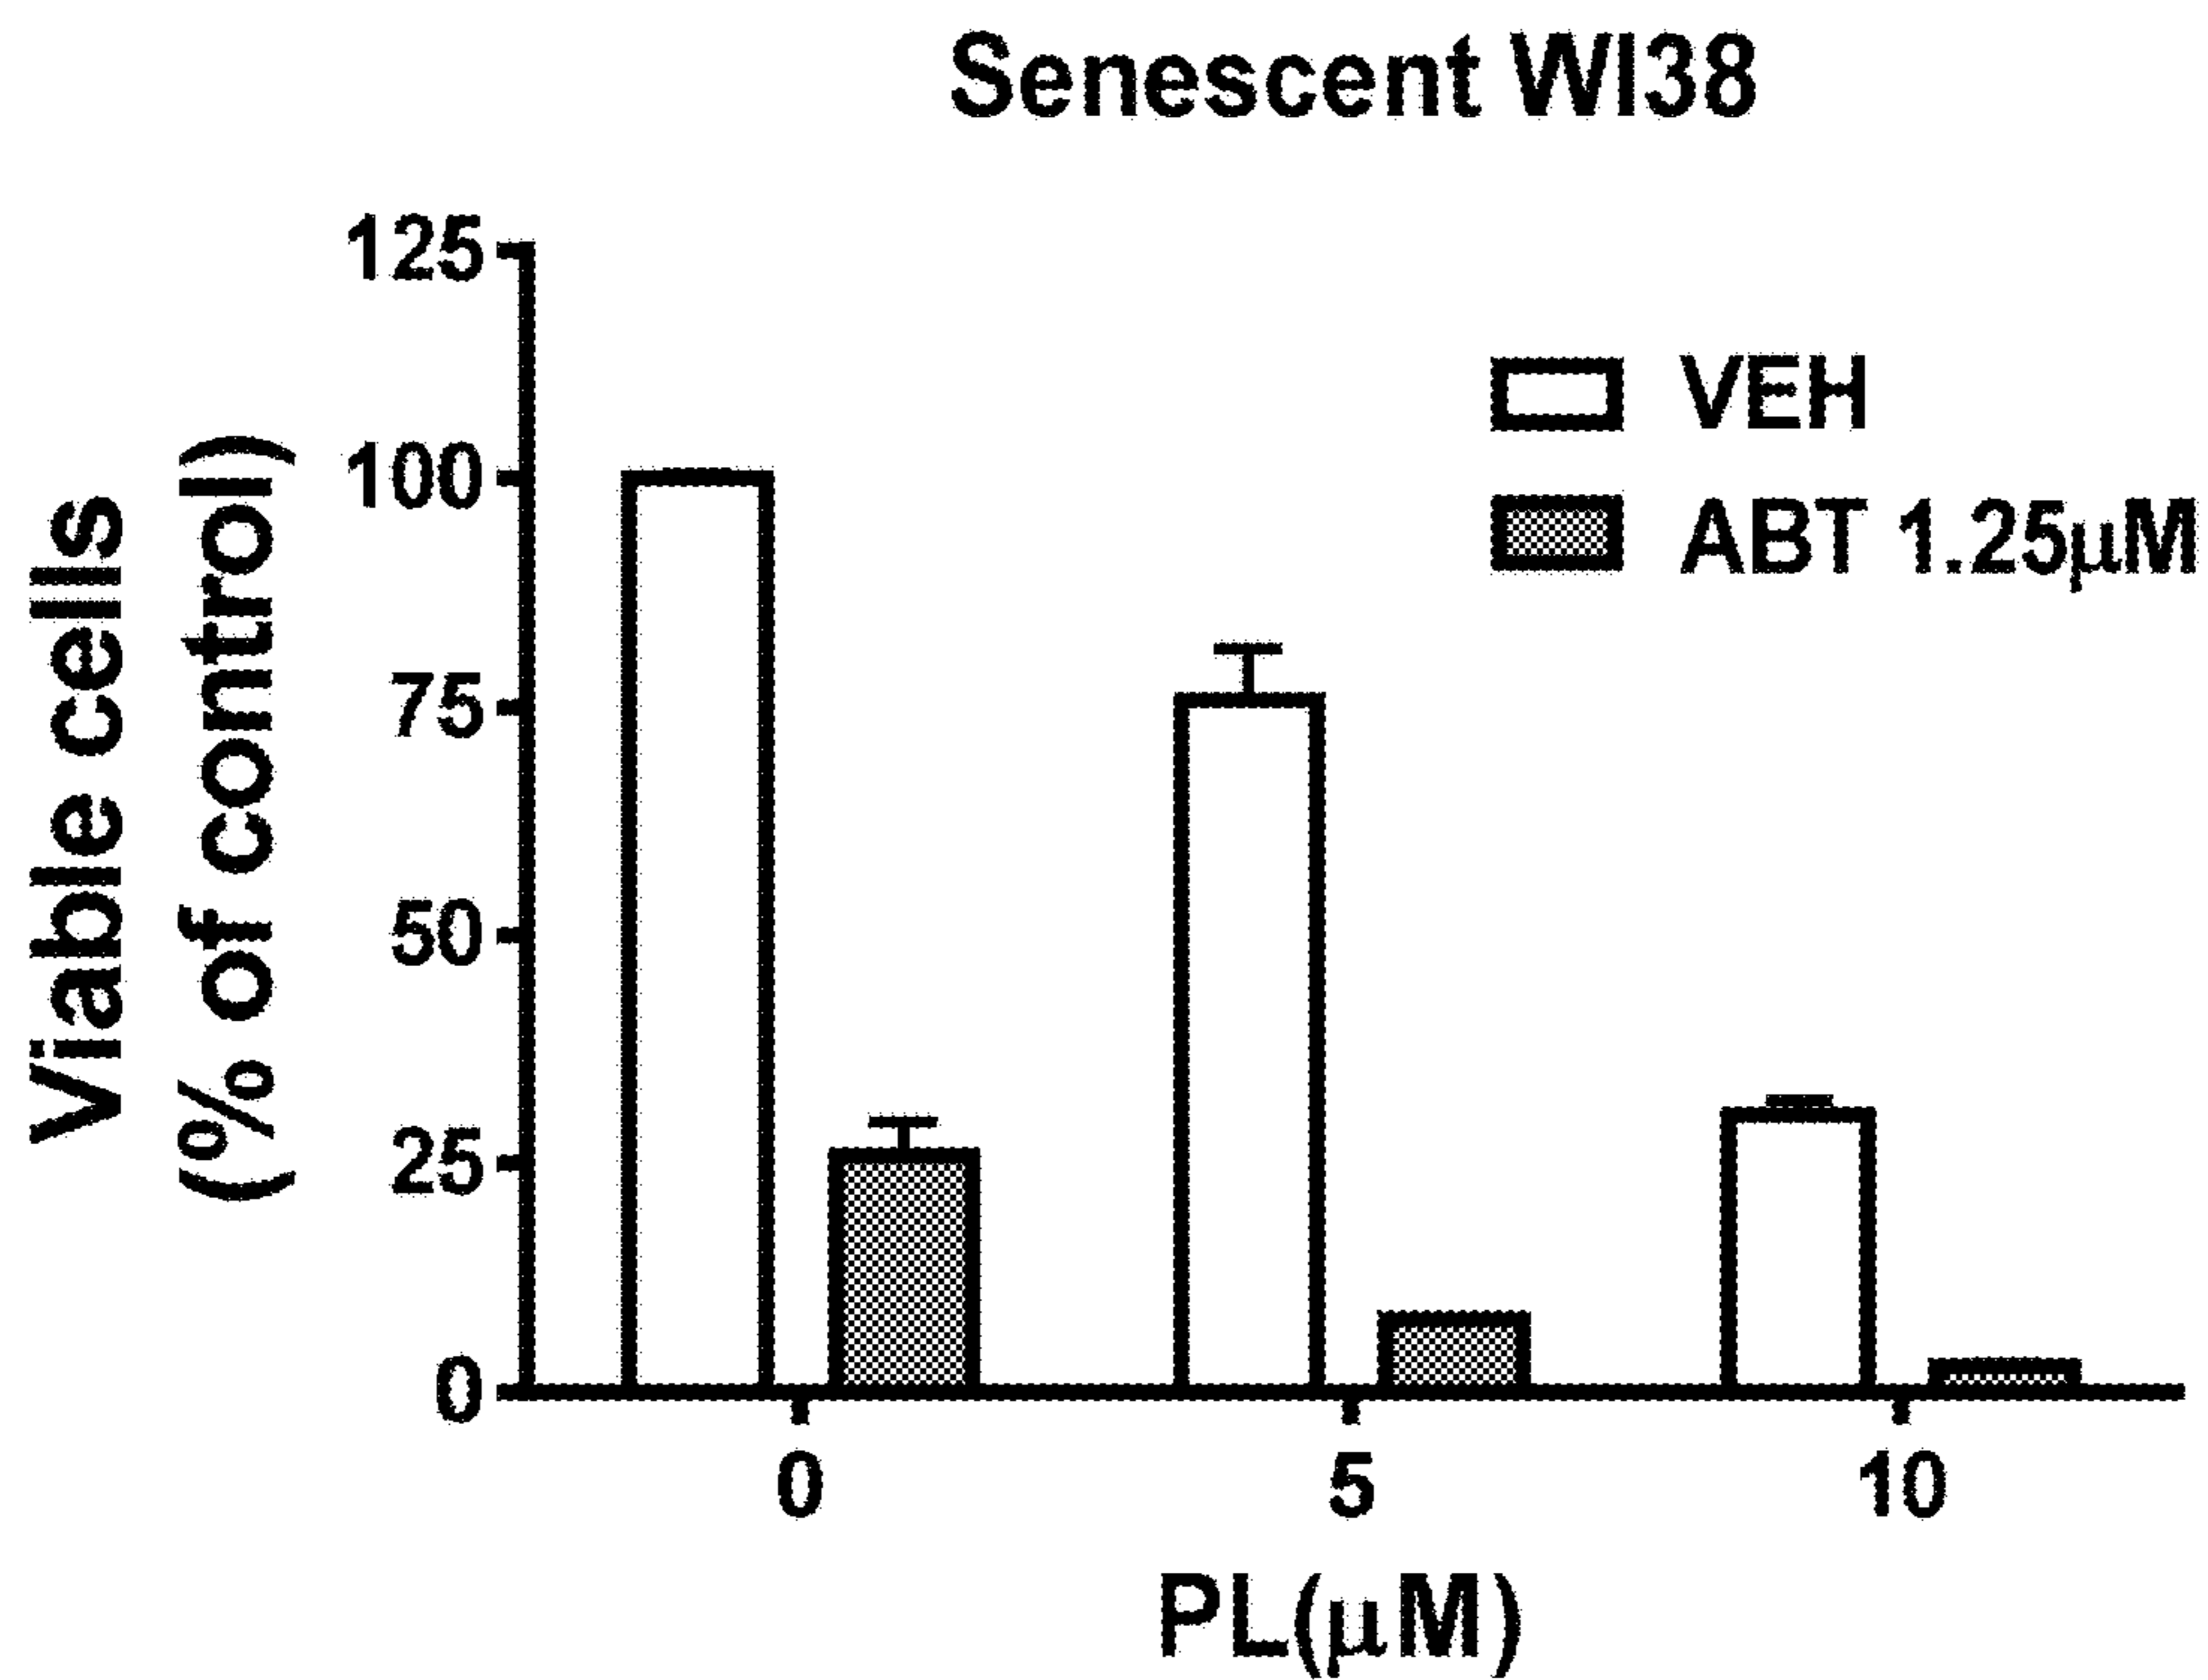 Senescent WI38
125
100
75
50
25
0
Viable cells
(% of control)
VEH
ABT 1.25µM
0 5 10
PL(µM)